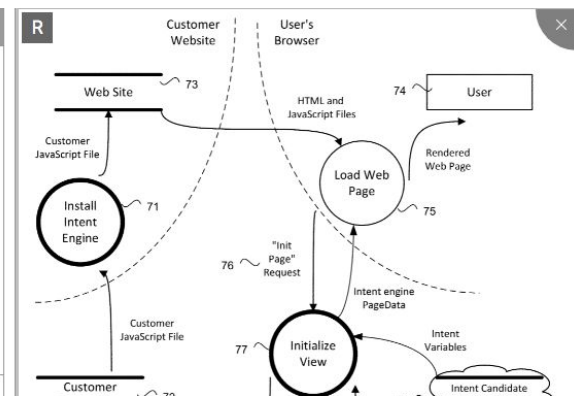 R
Customer
Website
User's
Browser
×
Web Site
73
74
User
HTML and
JavaScript Files
Customer
JavaScript File
Rendered
Web Page
Load Web
Page
Install
Intent
Engine
71
75
"Init
Page"
Request
76
Intent engine
PageData
Customer
JavaScript File
Intent
Variables
77
Initialize
View
Customer
Intent Candidate